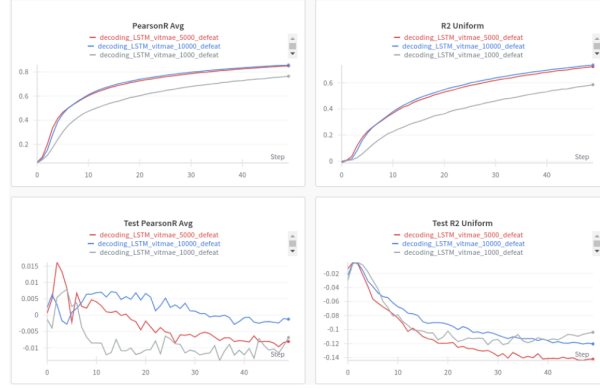 PearsonR Avg
decoding_LSTM_vitmae_5000_defeat
decoding_LSTM_vitmae_10000_defeat
decoding_LSTM_vitmae_1000_defeat
0.8
0.6
0.4
0.2
Step
0 10 20 30 40
R2 Uniform
decoding_LSTM_vitmae_5000_defeat
decoding_LSTM_vitmae_10000_defeat
decoding_LSTM_vitmae_1000_defeat
0.6
0.4
0.2
0
Step
0 10 20 30 40
Test PearsonR Avg
decoding_LSTM_vitmae_5000_defeat
decoding_LSTM_vitmae_10000_defeat
decoding_LSTM_vitmae_1000_defeat
0.015
0.01
0.005
0
-0.005
-0.01
Step
0 10 20 30 40
Test R2 Uniform
decoding_LSTM_vitmae_5000_defeat
decoding_LSTM_vitmae_10000_defeat
decoding_LSTM_vitmae_1000_defeat
-0.02
-0.04
-0.06
-0.08
-0.1
-0.12
-0.14
Step
0 10 20 30 40